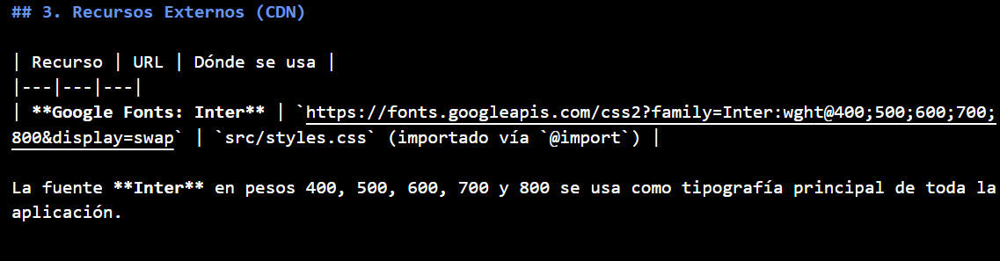 ## 3. Recursos Externos (CDN)
| Recurso | URL | Dónde se usa |
|---|---|---|
| **Google Fonts: Inter** | `https://fonts.googleapis.com/css2?family=Inter:wght@400;500;600;700;
800&display=swap` | `src/styles.css` (importado vía `@import`) |
La fuente **Inter** en pesos 400, 500, 600, 700 y 800 se usa como tipografía principal de toda la
aplicación.